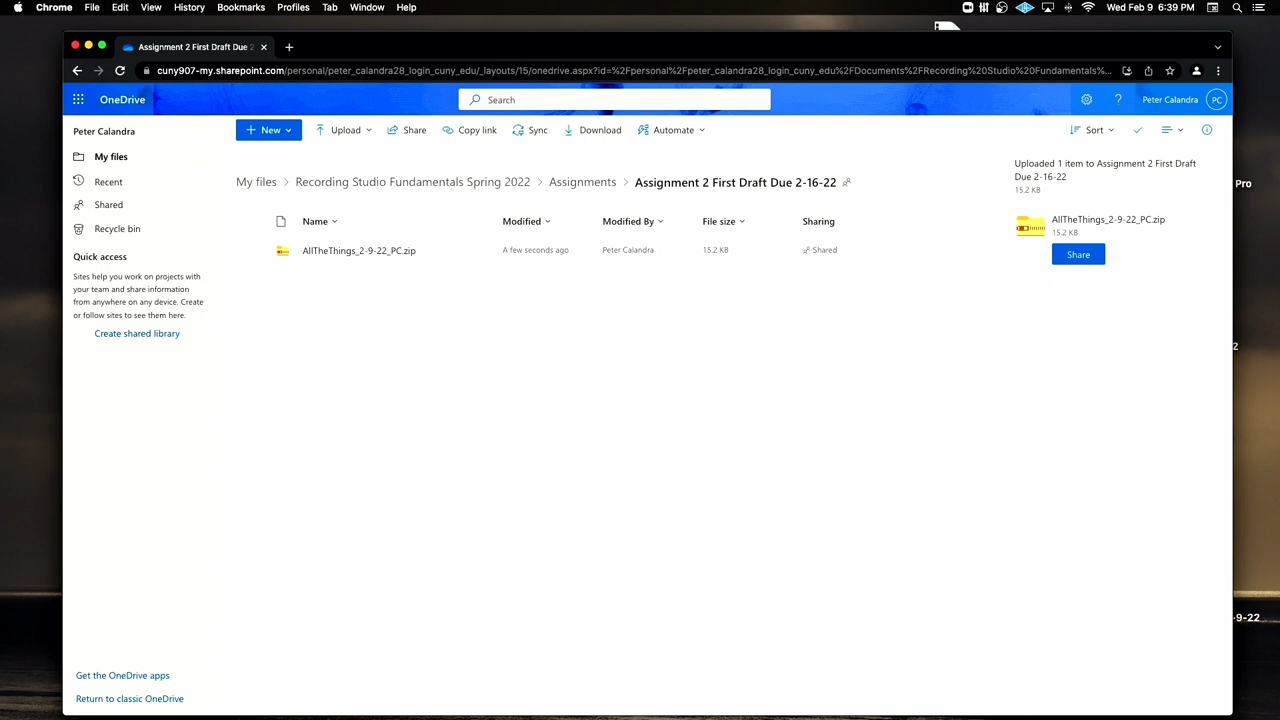 Chrome File Edit View History Bookmarks Profiles Tab Window Help Wed Feb 9 6:39 PM
Assignment 2 First Draft Due 2
cuny907-my.sharepoint.com/personal/peter_calandra28_login_cuny_edu/_layouts/15/onedrive.aspx?id=%2Fpersonal%2Fpeter_calandra28_login_cuny_edu%2FDocuments%2FRecording%20Studio%20Fundamentals%...
OneDrive Search Peter Calandra PC
Peter Calandra
New Upload Share Copy link Sync Download Automate Sort
My files
Recent
Shared
Recycle bin
Quick access
Sites help you work on projects with
your team and share information
from anywhere on any device. Create
or follow sites to see them here.
Create shared library
Get the OneDrive apps
Return to classic OneDrive
My files > Recording Studio Fundamentals Spring 2022 > Assignments > Assignment 2 First Draft Due 2-16-22
Name Modified Modified By File size Sharing
AllTheThings_2-9-22_PC.zip A few seconds ago Peter Calandra 15.2 KB Shared
Uploaded 1 item to Assignment 2 First Draft
Due 2-16-22
15.2 KB
AllTheThings_2-9-22_PC.zip
15.2 KB
Share
Pro
2
-9-22